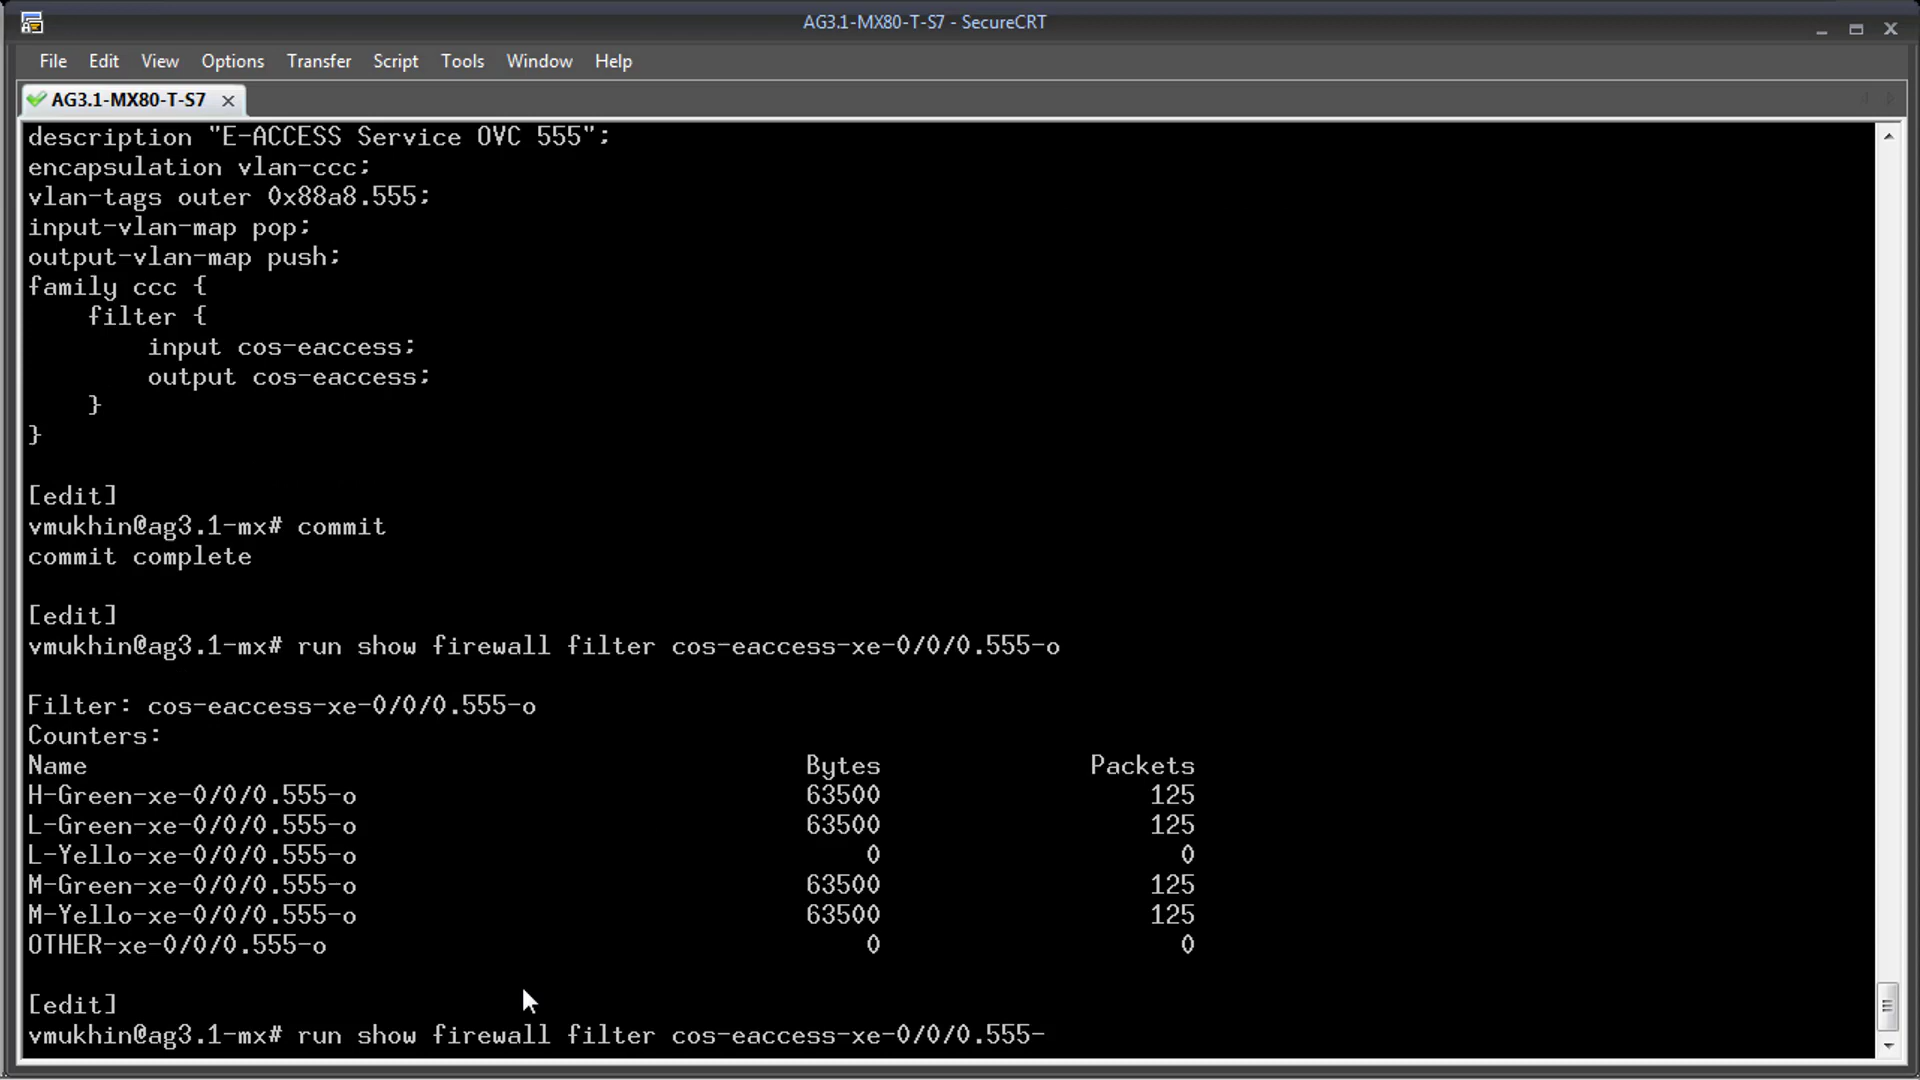 AG3.1-MX80-T-S7 - SecureCRT
File Edit View Options Transfer Script Tools Window Help
AG3.1-MX80-T-S7
description "E-ACCESS Service OVC 555";
encapsulation vlan-ccc;
vlan-tags outer 0x88a8.555;
input-vlan-map pop;
output-vlan-map push;
family ccc {
    filter {
        input cos-eaccess;
        output cos-eaccess;
    }
}
[edit]
vmukhin@ag3.1-mx# commit
commit complete
[edit]
vmukhin@ag3.1-mx# run show firewall filter cos-eaccess-xe-0/0/0.555-o
Filter: cos-eaccess-xe-0/0/0.555-o
Counters:
Name Bytes Packets
H-Green-xe-0/0/0.555-o 63500 125
L-Green-xe-0/0/0.555-o 63500 125
L-Yello-xe-0/0/0.555-o 0 0
M-Green-xe-0/0/0.555-o 63500 125
M-Yello-xe-0/0/0.555-o 63500 125
OTHER-xe-0/0/0.555-o 0 0
[edit]
vmukhin@ag3.1-mx# run show firewall filter cos-eaccess-xe-0/0/0.555-